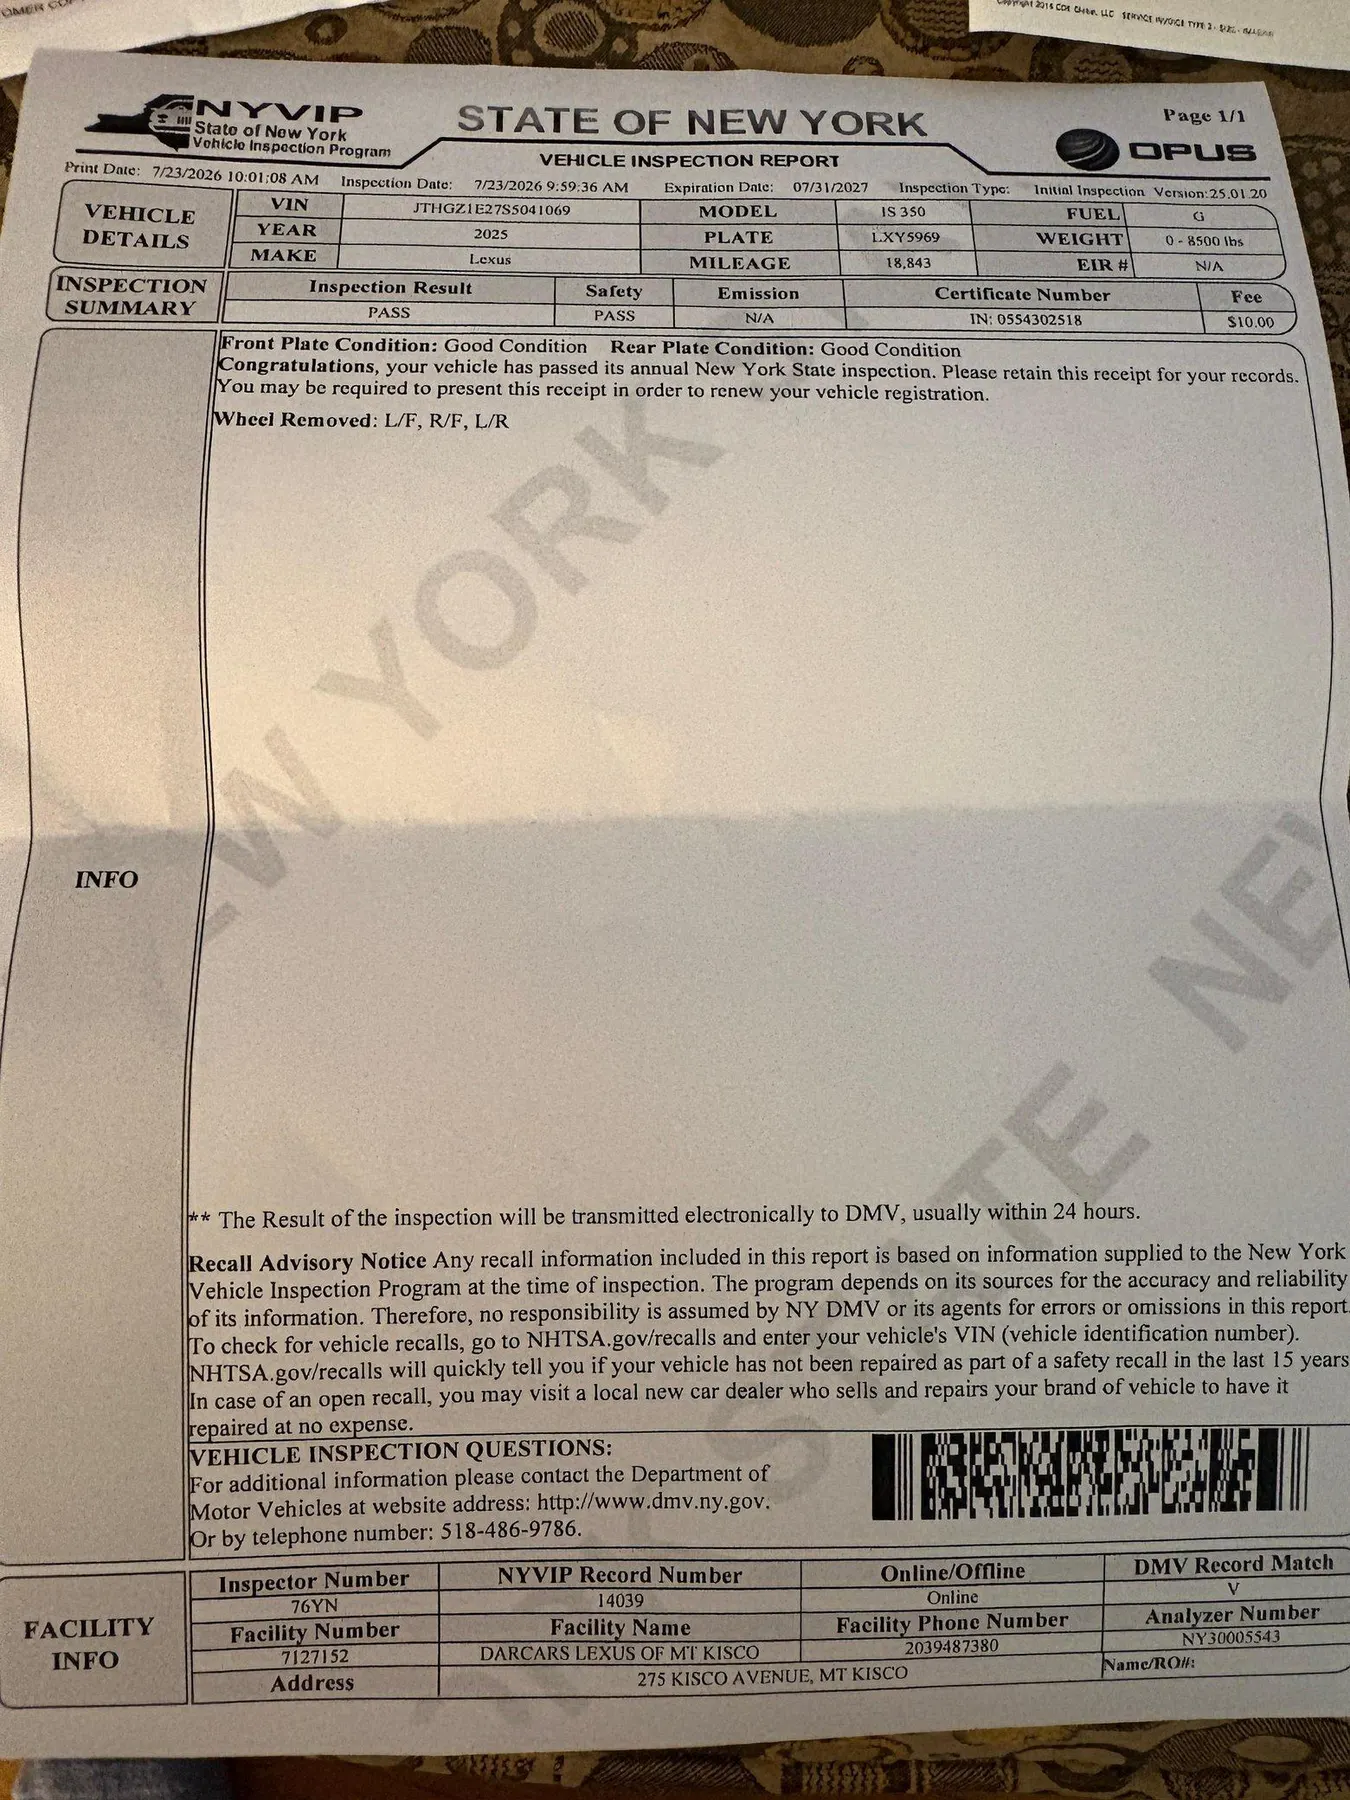 OMER COP
Copyright 2016 CDK Global, LLC SERVICE INVOICE TYPE 2
NYVIP
State of New York
Vehicle Inspection Program
STATE OF NEW YORK
VEHICLE INSPECTION REPORT
Page 1/1
OPUS
Print Date: 7/23/2026 10:01:08 AM Inspection Date: 7/23/2026 9:59:36 AM Expiration Date: 07/31/2027 Inspection Type: Initial Inspection Version:25.01.20
VEHICLE DETAILS
VIN JTHGZ1E27S5041069 MODEL IS 350 FUEL G
YEAR 2025 PLATE LXY5969 WEIGHT 0 - 8500 lbs
MAKE Lexus MILEAGE 18,843 EIR # N/A
INSPECTION SUMMARY
Inspection Result Safety Emission Certificate Number Fee
PASS PASS N/A IN: 0554302518 $10.00
Front Plate Condition: Good Condition Rear Plate Condition: Good Condition
Congratulations, your vehicle has passed its annual New York State inspection. Please retain this receipt for your records.
You may be required to present this receipt in order to renew your vehicle registration.
Wheel Removed: L/F, R/F, L/R
INFO
** The Result of the inspection will be transmitted electronically to DMV, usually within 24 hours.
Recall Advisory Notice Any recall information included in this report is based on information supplied to the New York
Vehicle Inspection Program at the time of inspection. The program depends on its sources for the accuracy and reliability
of its information. Therefore, no responsibility is assumed by NY DMV or its agents for errors or omissions in this report.
To check for vehicle recalls, go to NHTSA.gov/recalls and enter your vehicle's VIN (vehicle identification number).
NHTSA.gov/recalls will quickly tell you if your vehicle has not been repaired as part of a safety recall in the last 15 years
In case of an open recall, you may visit a local new car dealer who sells and repairs your brand of vehicle to have it
repaired at no expense.
VEHICLE INSPECTION QUESTIONS:
For additional information please contact the Department of
Motor Vehicles at website address: http://www.dmv.ny.gov.
Or by telephone number: 518-486-9786.
FACILITY INFO
Inspector Number NYVIP Record Number Online/Offline DMV Record Match
76YN 14039 Online V
Facility Number Facility Name Facility Phone Number Analyzer Number
7127152 DARCARS LEXUS OF MT KISCO 2039487380 NY30005543
Address 275 KISCO AVENUE, MT KISCO Name/RO#:
EW YORK ST
NEW
RK STATE NEW